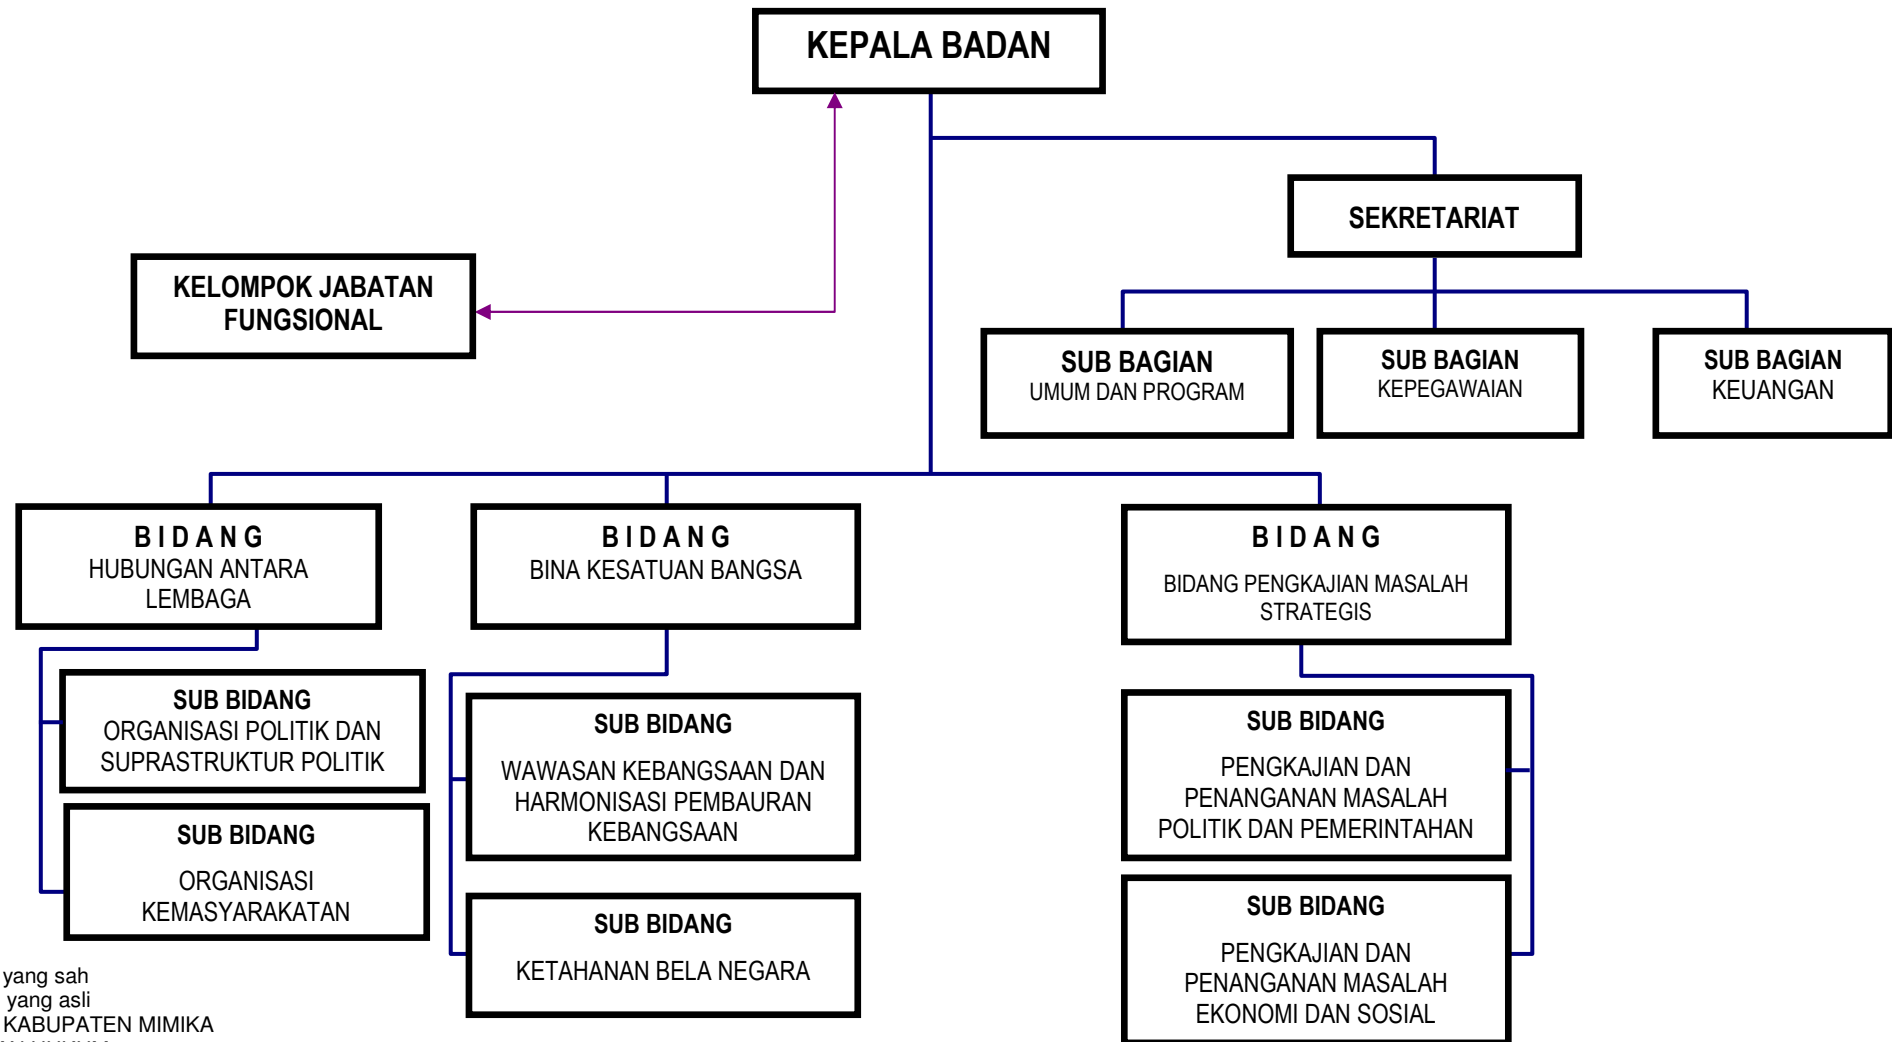 KEPALA BADAN
SEKRETARIAT
KELOMPOK JABATAN
FUNGSIONAL
SUB BAGIAN
UMUM DAN PROGRAM
SUB BAGIAN
KEPEGAWAIAN
SUB BAGIAN
KEUANGAN
B I D A N G
HUBUNGAN ANTARA
LEMBAGA
B I D A N G
BINA KESATUAN BANGSA
B I D A N G
BIDANG PENGKAJIAN MASALAH
STRATEGIS
SUB BIDANG
ORGANISASI POLITIK DAN
SUPRASTRUKTUR POLITIK
SUB BIDANG
ORGANISASI
KEMASYARAKATAN
SUB BIDANG
WAWASAN KEBANGSAAN DAN
HARMONISASI PEMBAURAN
KEBANGSAAN
SUB BIDANG
KETAHANAN BELA NEGARA
SUB BIDANG
PENGKAJIAN DAN
PENANGANAN MASALAH
POLITIK DAN PEMERINTAHAN
SUB BIDANG
PENGKAJIAN DAN
PENANGANAN MASALAH
EKONOMI DAN SOSIAL
yang sah
yang asli
KABUPATEN MIMIKA